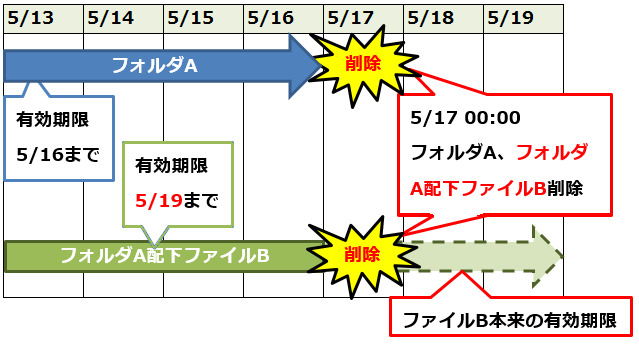 5/13 5/14 5/15 5/16 5/17 5/18 5/19
フォルダA
削除
有効期限
5/16まで
5/17 00:00
フォルダA、フォルダ
A配下ファイルB削除
有効期限
5/19まで
フォルダA配下ファイルB
削除
ファイルB本来の有効期限